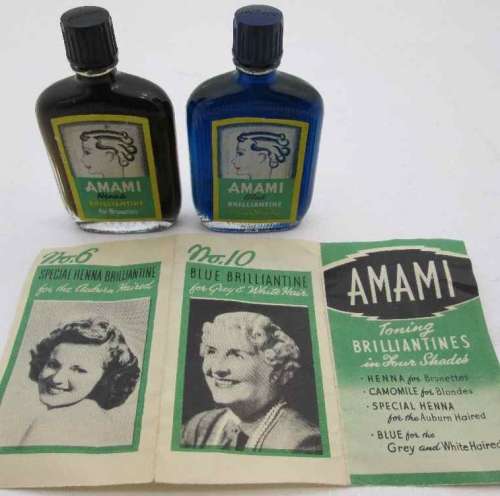 AMAMI
Henna
BRILLIANTINE
for Brunettes
AMAMI
Blue
BRILLIANTINE
No.6
SPECIAL HENNA BRILLIANTINE
for the Auburn Haired
No.10
BLUE BRILLIANTINE
for Grey & White Hair
AMAMI
Toning
BRILLIANTINES
in Four Shades
• HENNA for Brunettes
• CAMOMILE for Blondes
• SPECIAL HENNA
for the Auburn Haired
• BLUE for the
Grey and White Haired